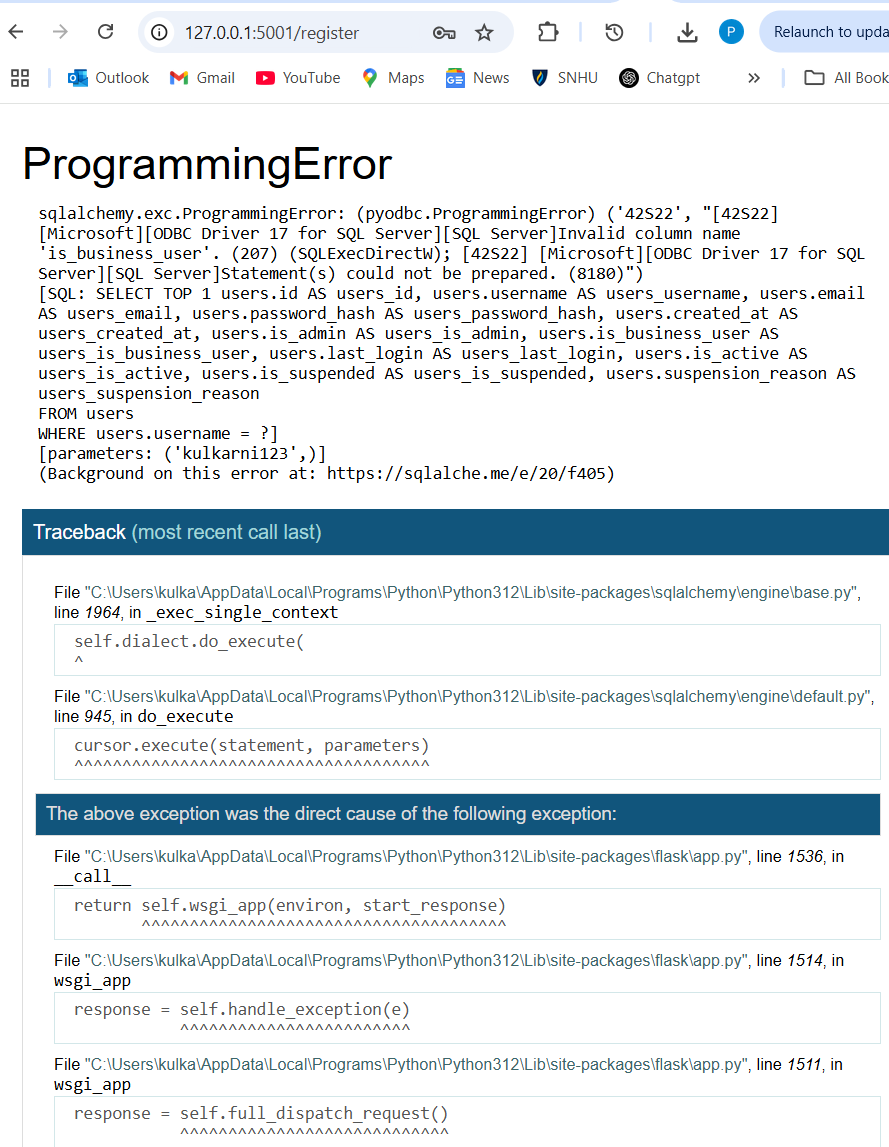 127.0.0.1:5001/register
P
Relaunch to upda
Outlook
Gmail
YouTube
Maps
GE
News
SNHU
Chatgpt
»
All Book
ProgrammingError
sqlalchemy.exc.ProgrammingError: (pyodbc.ProgrammingError) ('42S22', "[42S22]
[Microsoft][ODBC Driver 17 for SQL Server][SQL Server]Invalid column name
'is_business_user'. (207) (SQLExecDirectW); [42S22] [Microsoft][ODBC Driver 17 for SQL
Server][SQL Server]Statement(s) could not be prepared. (8180)")
[SQL: SELECT TOP 1 users.id AS users_id, users.username AS users_username, users.email
AS users_email, users.password_hash AS users_password_hash, users.created_at AS
users_created_at, users.is_admin AS users_is_admin, users.is_business_user AS
users_is_business_user, users.last_login AS users_last_login, users.is_active AS
users_is_active, users.is_suspended AS users_is_suspended, users.suspension_reason AS
users_suspension_reason
FROM users
WHERE users.username = ?]
[parameters: ('kulkarni123',)]
(Background on this error at: https://sqlalche.me/e/20/f405)
Traceback (most recent call last)
File "C:\Users\kulka\AppData\Local\Programs\Python\Python312\Lib\site-packages\sqlalchemy\engine\base.py",
line 1964, in _exec_single_context
self.dialect.do_execute(
^
File "C:\Users\kulka\AppData\Local\Programs\Python\Python312\Lib\site-packages\sqlalchemy\engine\default.py",
line 945, in do_execute
cursor.execute(statement, parameters)
^^^^^^^^^^^^^^^^^^^^^^^^^^^^^^^^^^^^^
The above exception was the direct cause of the following exception:
File "C:\Users\kulka\AppData\Local\Programs\Python\Python312\Lib\site-packages\flask\app.py", line 1536, in
__call__
return self.wsgi_app(environ, start_response)
^^^^^^^^^^^^^^^^^^^^^^^^^^^^^^^^^^^^^^
File "C:\Users\kulka\AppData\Local\Programs\Python\Python312\Lib\site-packages\flask\app.py", line 1514, in
wsgi_app
response = self.handle_exception(e)
^^^^^^^^^^^^^^^^^^^^^^^^
File "C:\Users\kulka\AppData\Local\Programs\Python\Python312\Lib\site-packages\flask\app.py", line 1511, in
wsgi_app
response = self.full_dispatch_request()
^^^^^^^^^^^^^^^^^^^^^^^^^^^^